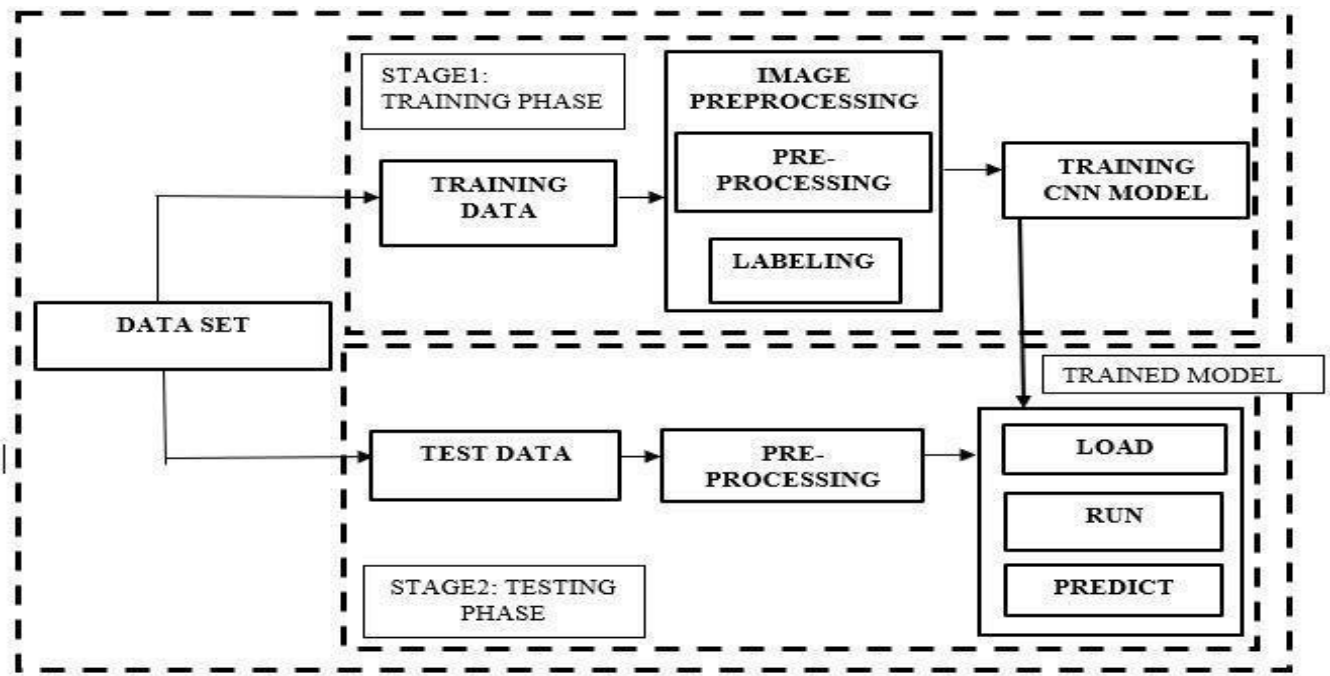 STAGE1:
TRAINING PHASE
IMAGE
PREPROCESSING
PRE-
PROCESSING
LABELING
TRAINING
DATA
TRAINING
CNN MODEL
DATA SET
TRAINED MODEL
TEST DATA
PRE-
PROCESSING
LOAD
RUN
PREDICT
STAGE2: TESTING
PHASE